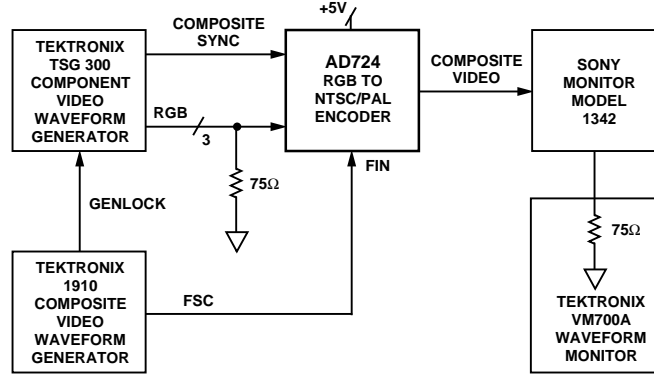 +5V
TEKTRONIX
TSG 300
COMPONENT
VIDEO
WAVEFORM
GENERATOR
COMPOSITE
SYNC
RGB
3
AD724
RGB TO
NTSC/PAL
ENCODER
COMPOSITE
VIDEO
SONY
MONITOR
MODEL
1342
FIN
75Ω
GENLOCK
75Ω
TEKTRONIX
1910
COMPOSITE
VIDEO
WAVEFORM
GENERATOR
FSC
TEKTRONIX
VM700A
WAVEFORM
MONITOR